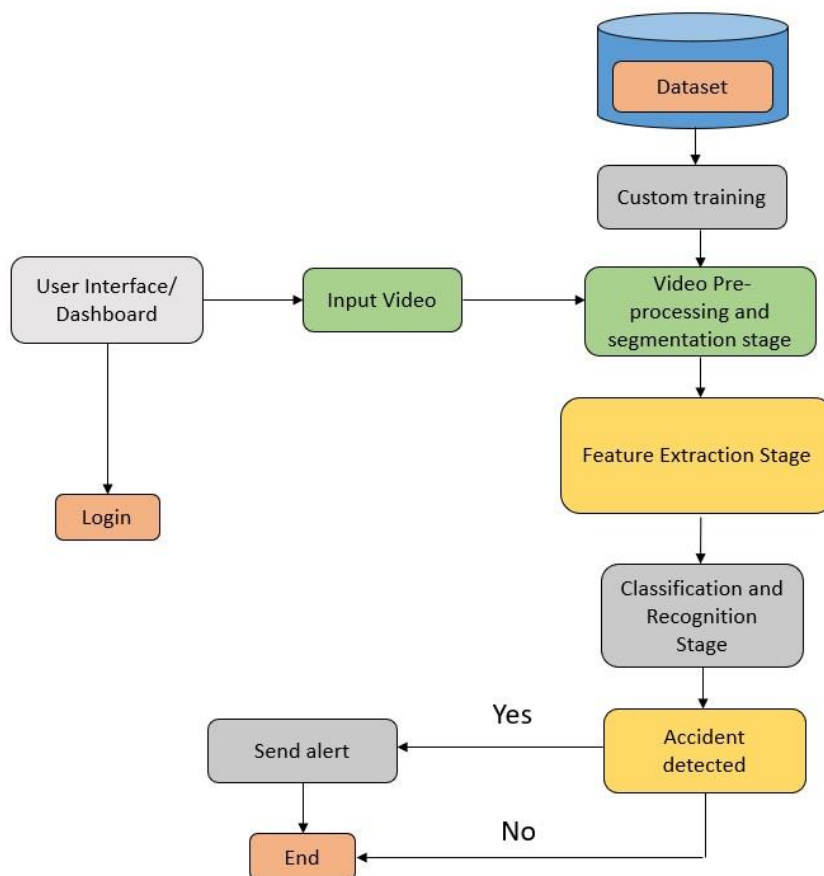 Dataset
Custom training
User Interface/
Dashboard
Input Video
Video Pre-
processing and
segmentation stage
Feature Extraction Stage
Login
Classification and
Recognition
Stage
Yes
Send alert
Accident
detected
No
End